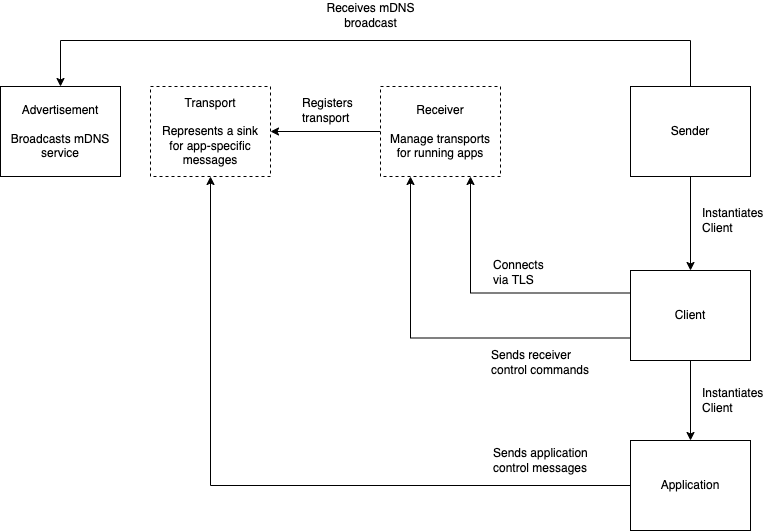 Receives mDNS
broadcast
Advertisement
Broadcasts mDNS
service
Transport
Represents a sink
for app-specific
messages
Registers
transport
Receiver
Manage transports
for running apps
Sender
Instantiates
Client
Connects
via TLS
Client
Sends receiver
control commands
Instantiates
Client
Sends application
control messages
Application